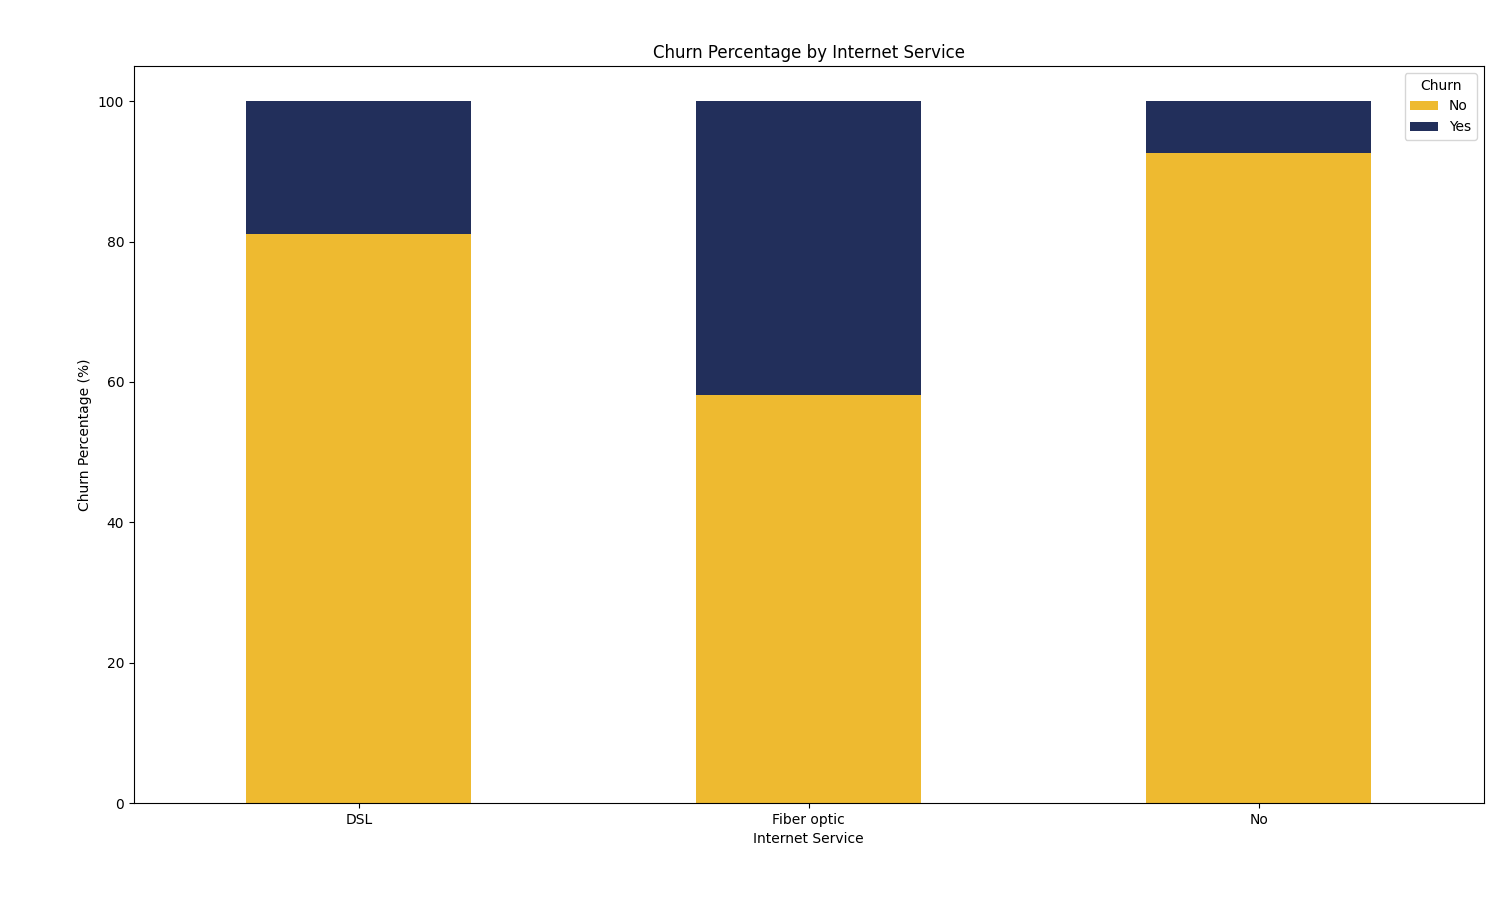 Churn Percentage by Internet Service
Churn
No
Yes
100
80
60
40
20
0
Churn Percentage (%)
DSL
Fiber optic
No
Internet Service